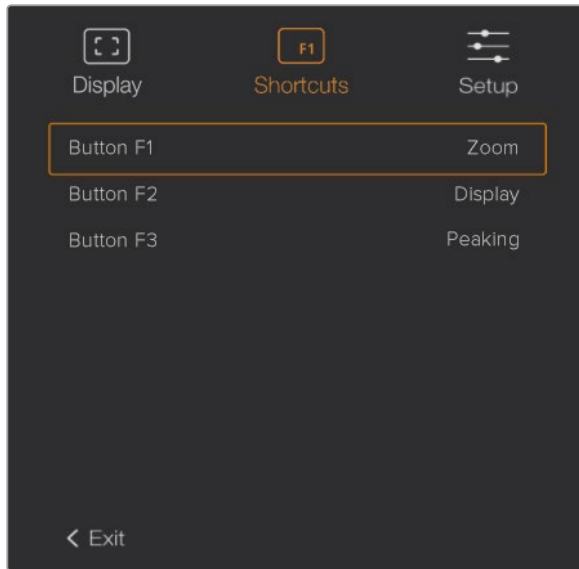 F1
Display Shortcuts Setup
Button F1 Zoom
Button F2 Display
Button F3 Peaking
< Exit